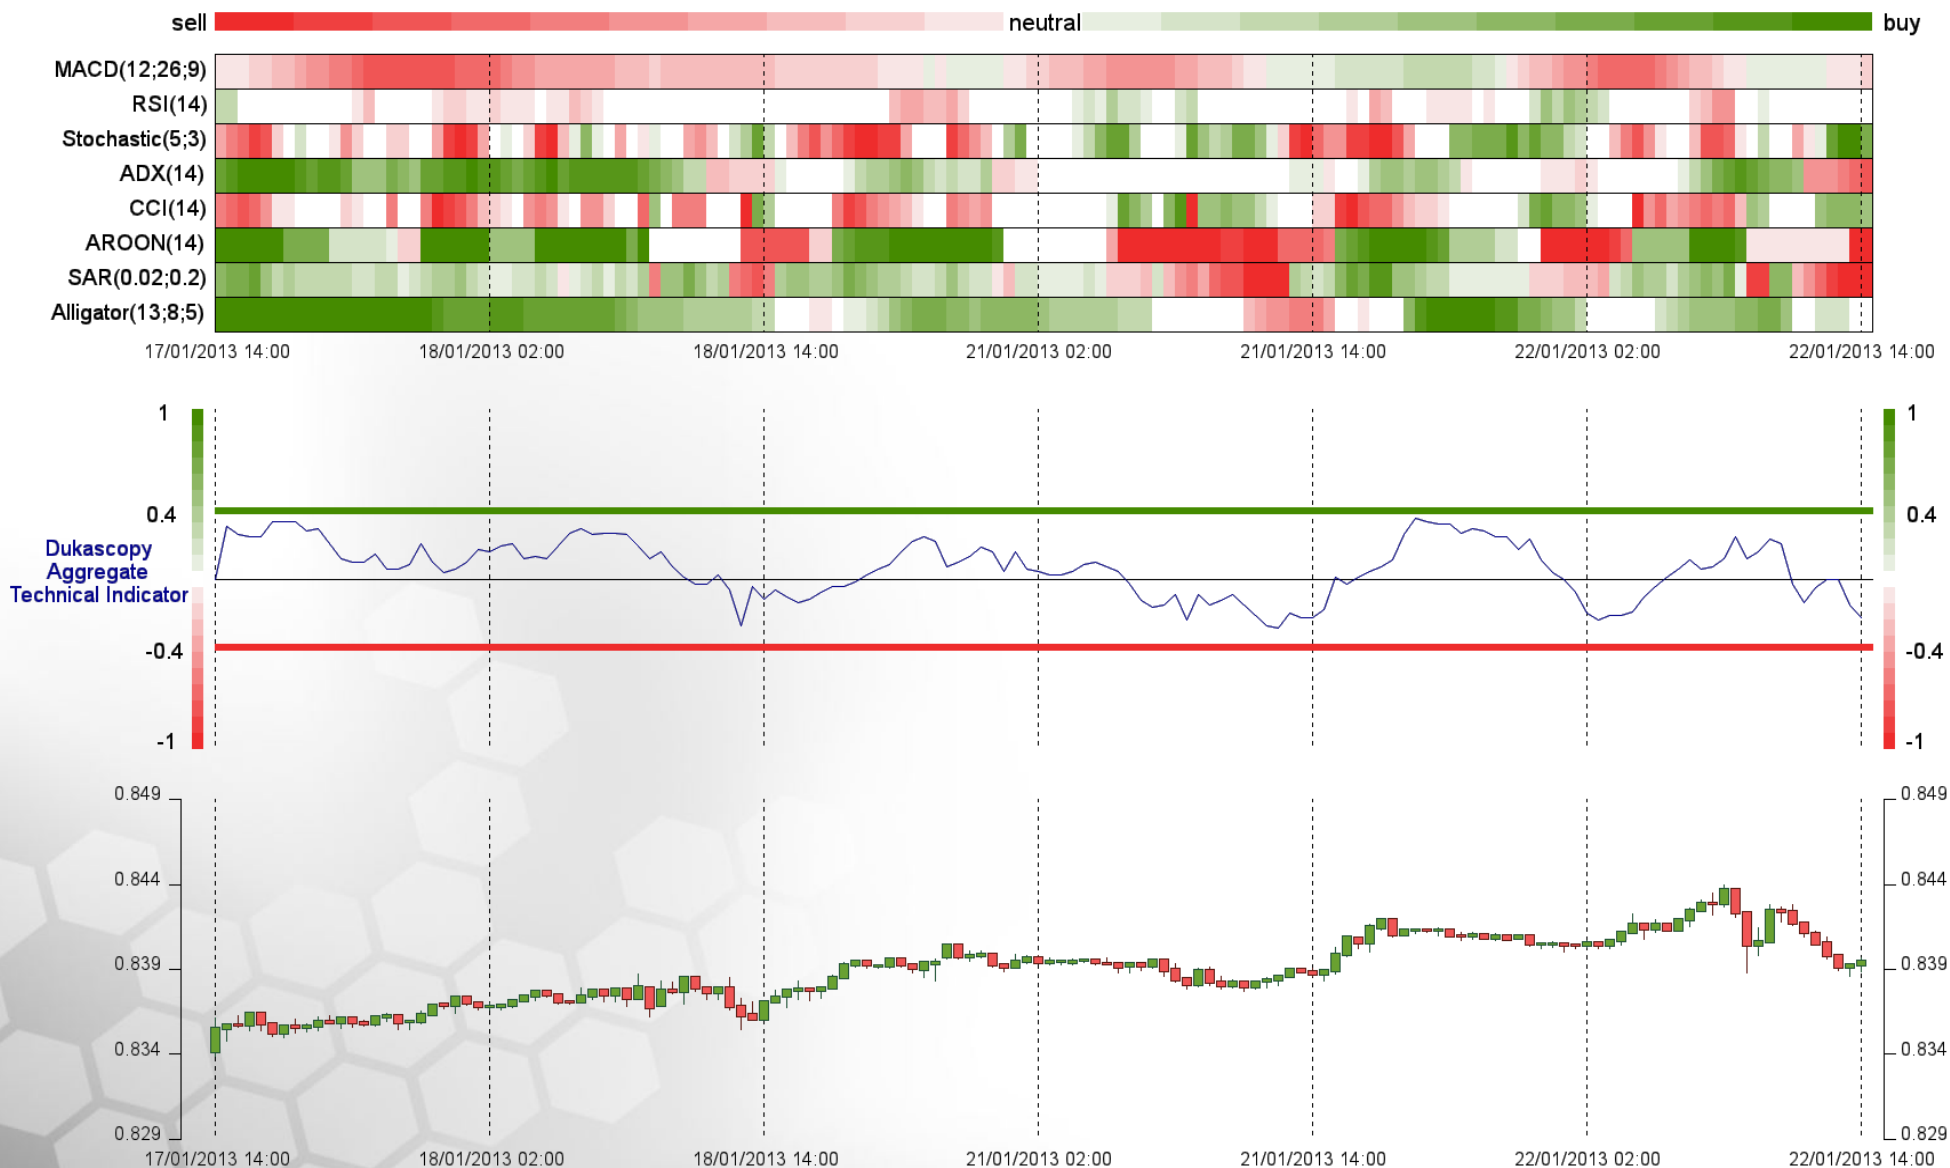 sell neutral buy
MACD(12;26;9)
RSI(14)
Stochastic(5;3)
ADX(14)
CCI(14)
AROON(14)
SAR(0.02;0.2)
Alligator(13;8;5)
17/01/2013 14:00 18/01/2013 02:00 18/01/2013 14:00 21/01/2013 02:00 21/01/2013 14:00 22/01/2013 02:00 22/01/2013 14:00
1 1
0.4 0.4
Dukascopy
Aggregate
Technical Indicator
-0.4 -0.4
-1 -1
0.849 0.849
0.844 0.844
0.839 0.839
0.834 0.834
0.829 0.829
17/01/2013 14:00 18/01/2013 02:00 18/01/2013 14:00 21/01/2013 02:00 21/01/2013 14:00 22/01/2013 02:00 22/01/2013 14:00